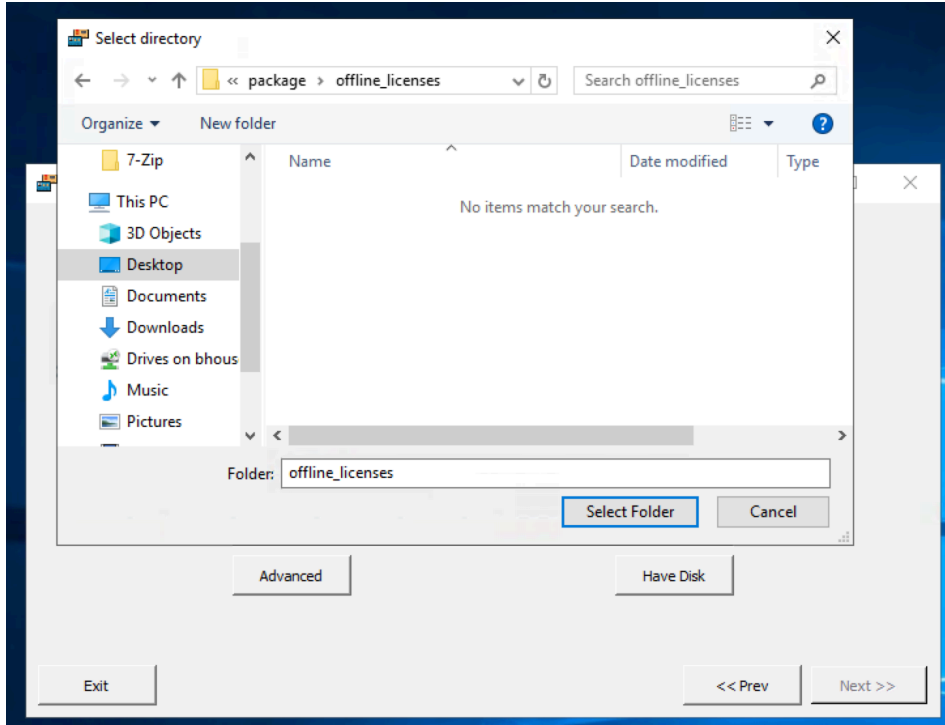 Select directory
« package › offline_licenses
Search offline_licenses
Organize
New folder
?
7-Zip
Name
Date modified
Type
This PC
No items match your search.
3D Objects
Desktop
Documents
Downloads
Drives on bhous
Music
Pictures
Folder:
offline_licenses
Select Folder
Cancel
Advanced
Have Disk
Exit
<< Prev
Next >>